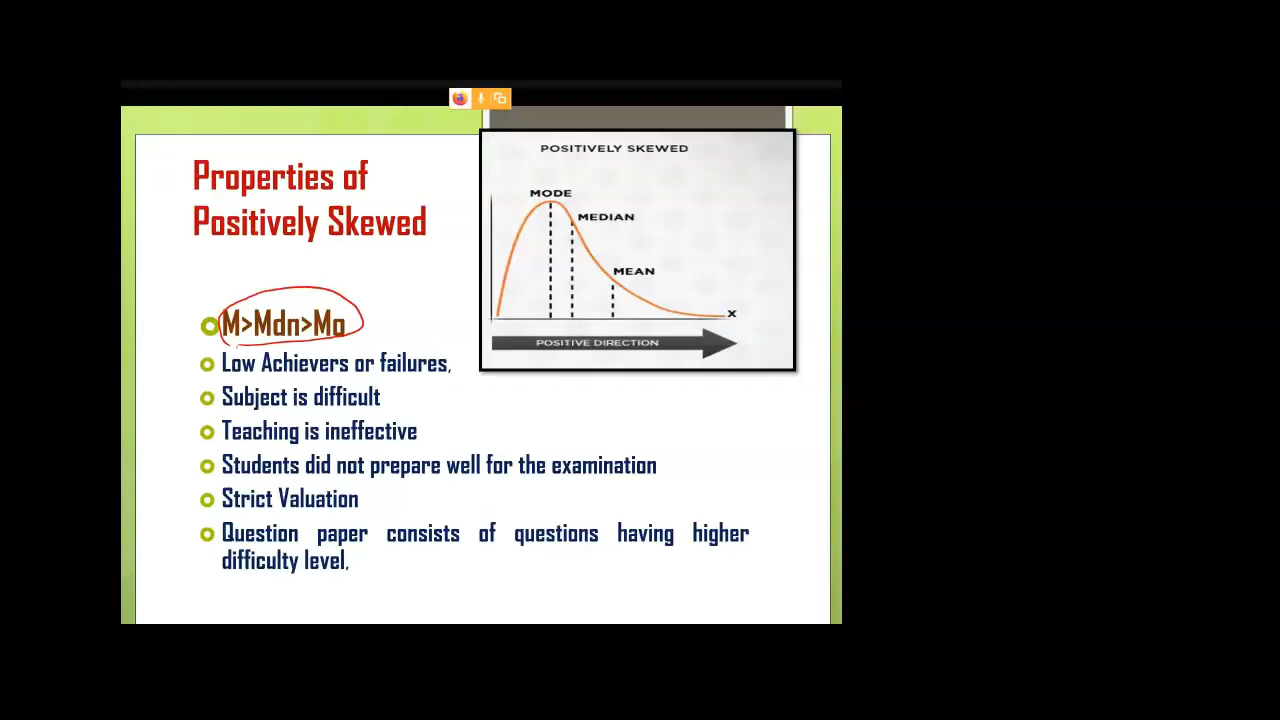 Properties of
Positively Skewed
POSITIVELY SKEWED
MODE
MEDIAN
MEAN
X
POSITIVE DIRECTION
M>Mdn>Mo
Low Achievers or failures,
Subject is difficult
Teaching is ineffective
Students did not prepare well for the examination
Strict Valuation
Question paper consists of questions having higher
difficulty level,